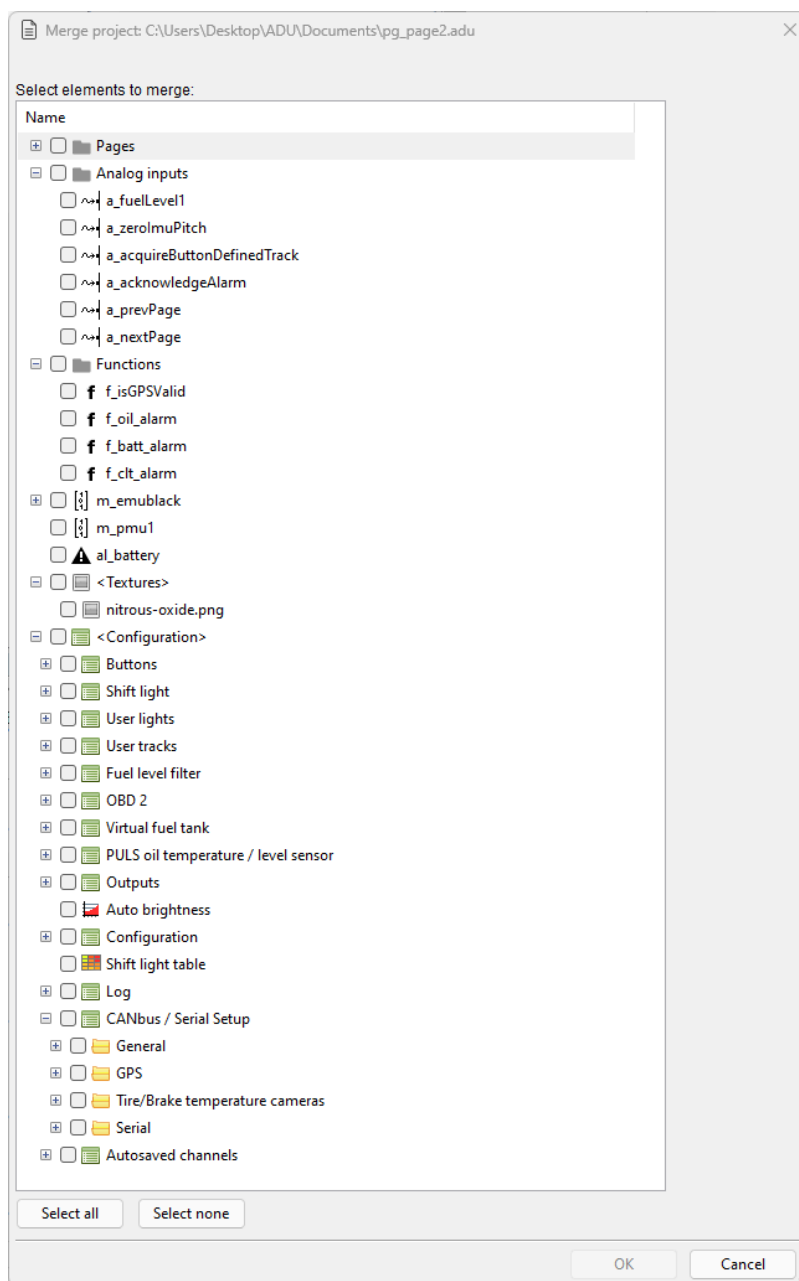 Merge project: C:\Users\Desktop\ADU\Documents\pg_page2.adu
Select elements to merge:
Name
Pages
Analog inputs
a_fuelLevel1
a_zeroImuPitch
a_acquireButtonDefinedTrack
a_acknowledgeAlarm
a_prevPage
a_nextPage
Functions
f f_isGPSValid
f f_oil_alarm
f f_batt_alarm
f f_clt_alarm
m_emublack
m_pmu1
al_battery
<Textures>
nitrous-oxide.png
<Configuration>
Buttons
Shift light
User lights
User tracks
Fuel level filter
OBD 2
Virtual fuel tank
PULS oil temperature / level sensor
Outputs
Auto brightness
Configuration
Shift light table
Log
CANbus / Serial Setup
General
GPS
Tire/Brake temperature cameras
Serial
Autosaved channels
Select all Select none
OK Cancel